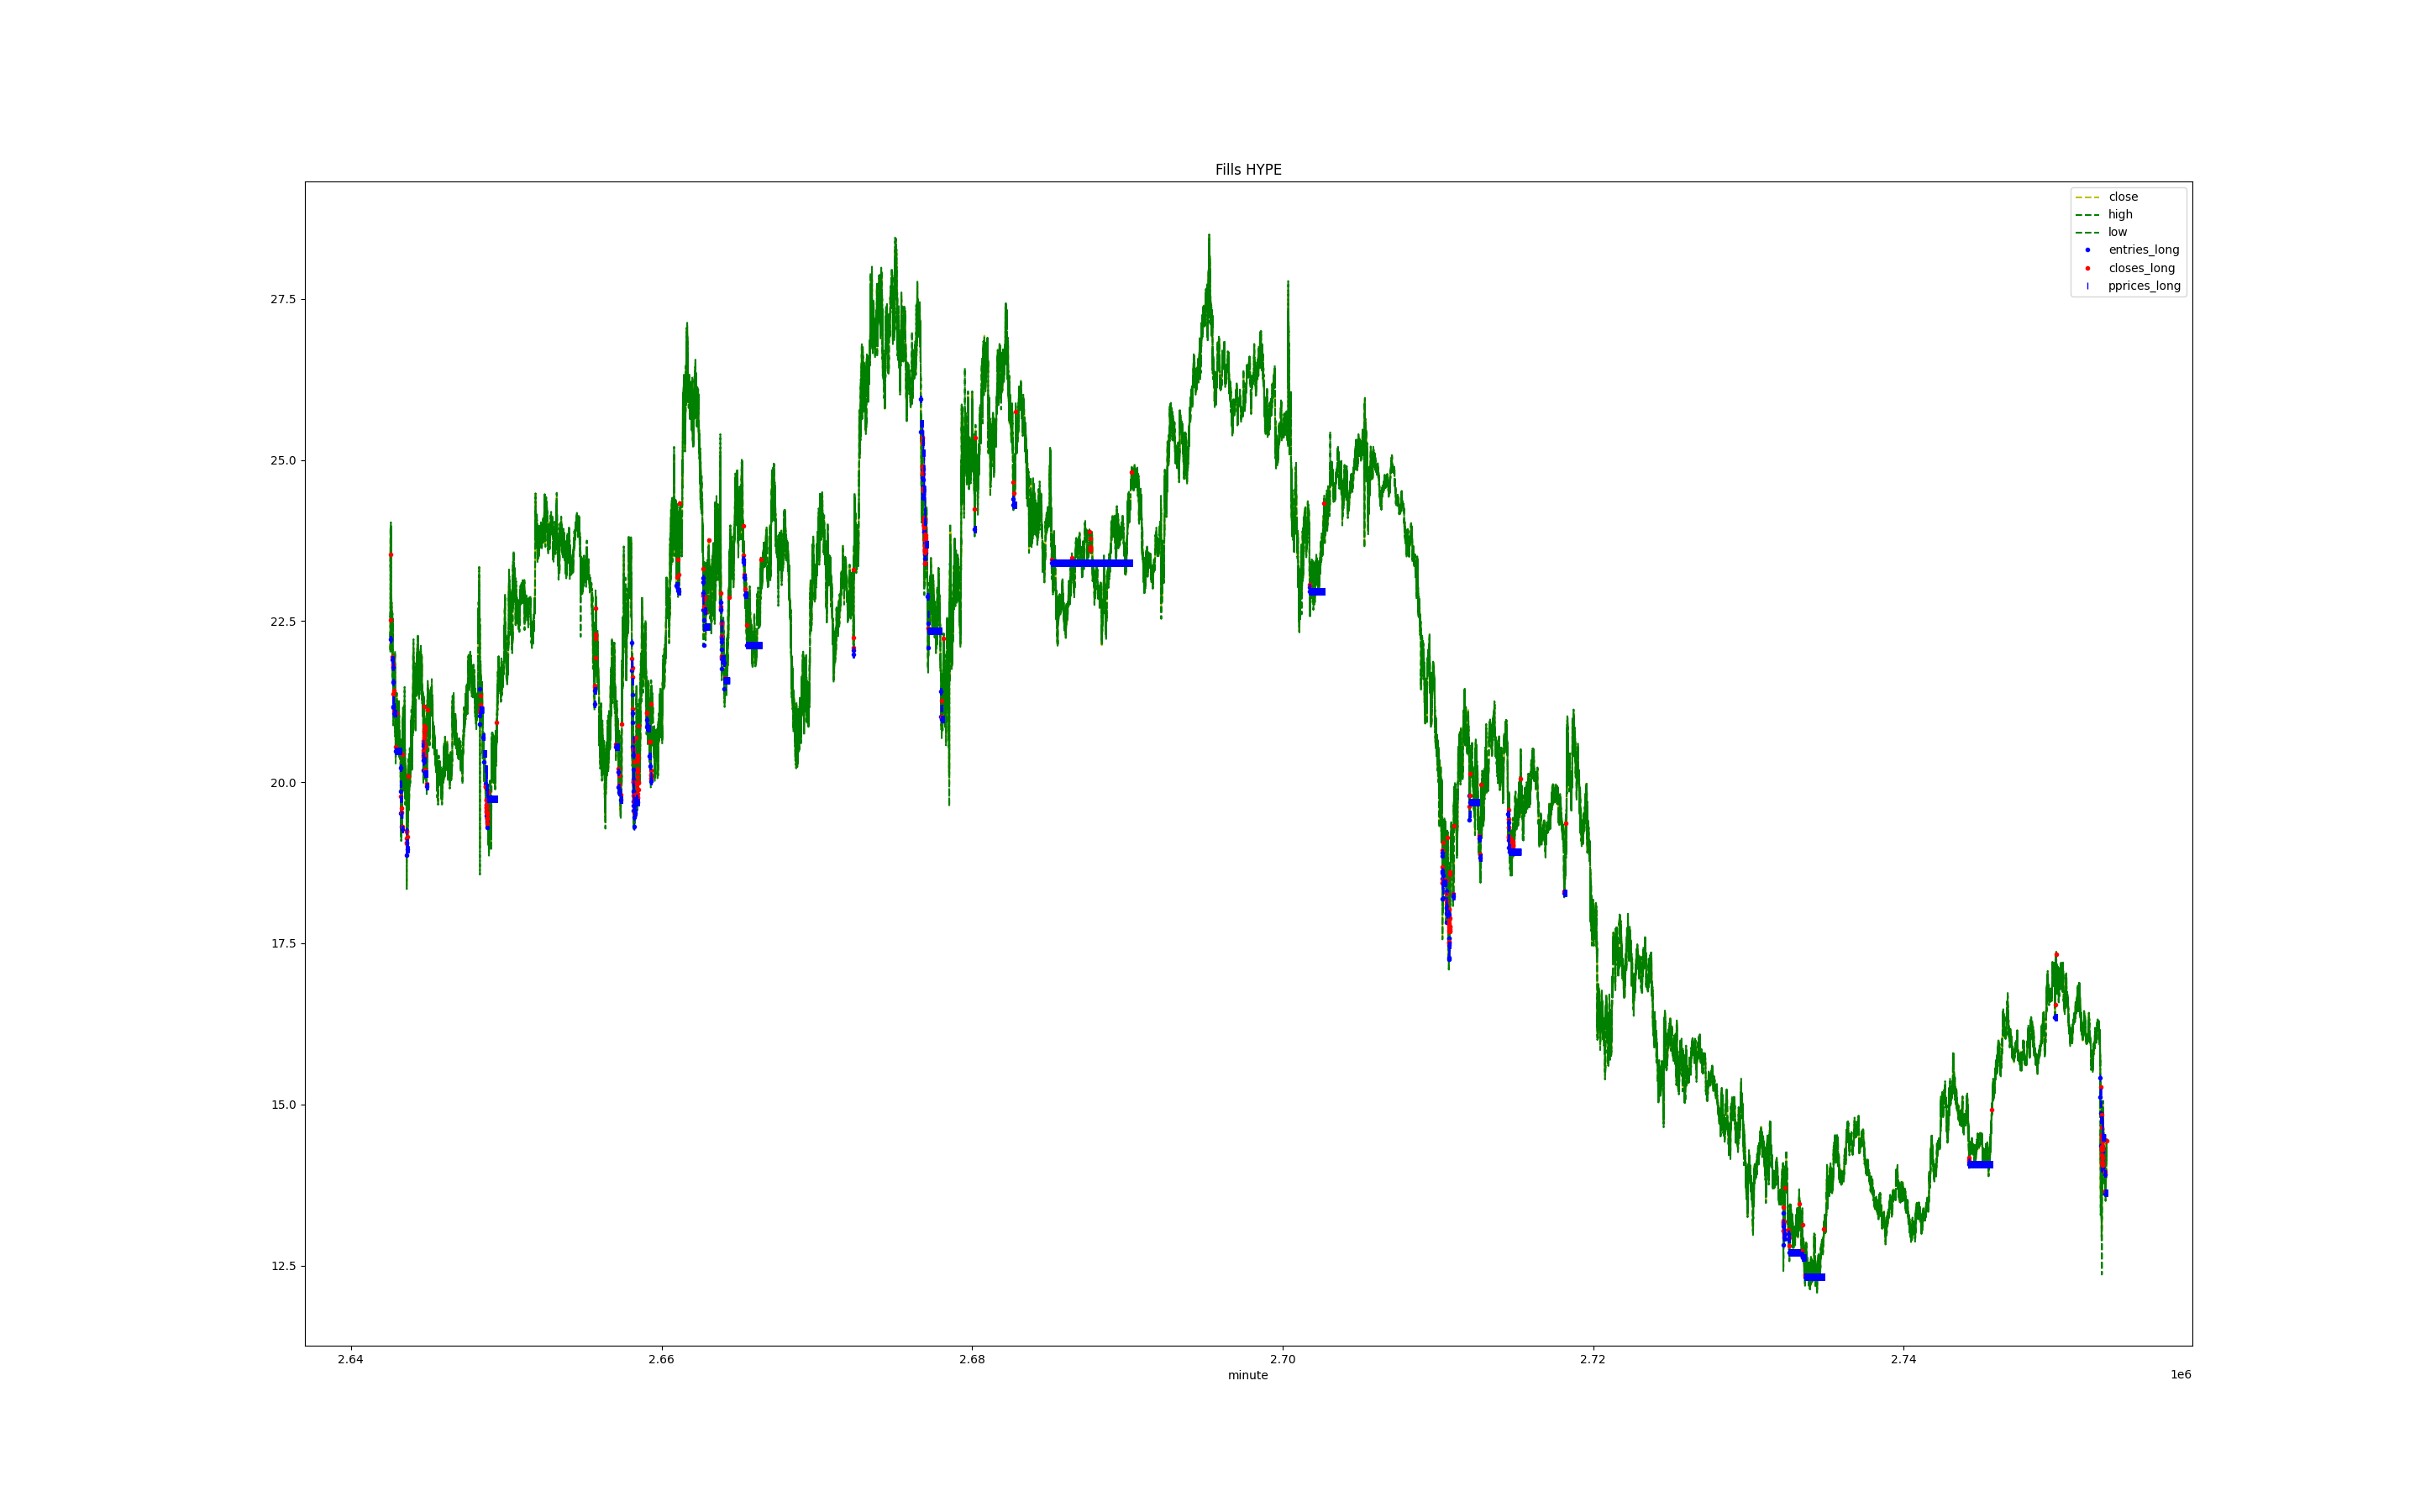 Fills HYPE
close
high
low
entries_long
closes_long
pprices_long
27.5
25.0
22.5
20.0
17.5
15.0
12.5
2.64 2.66 2.68 2.70 2.72 2.74
minute
1e6